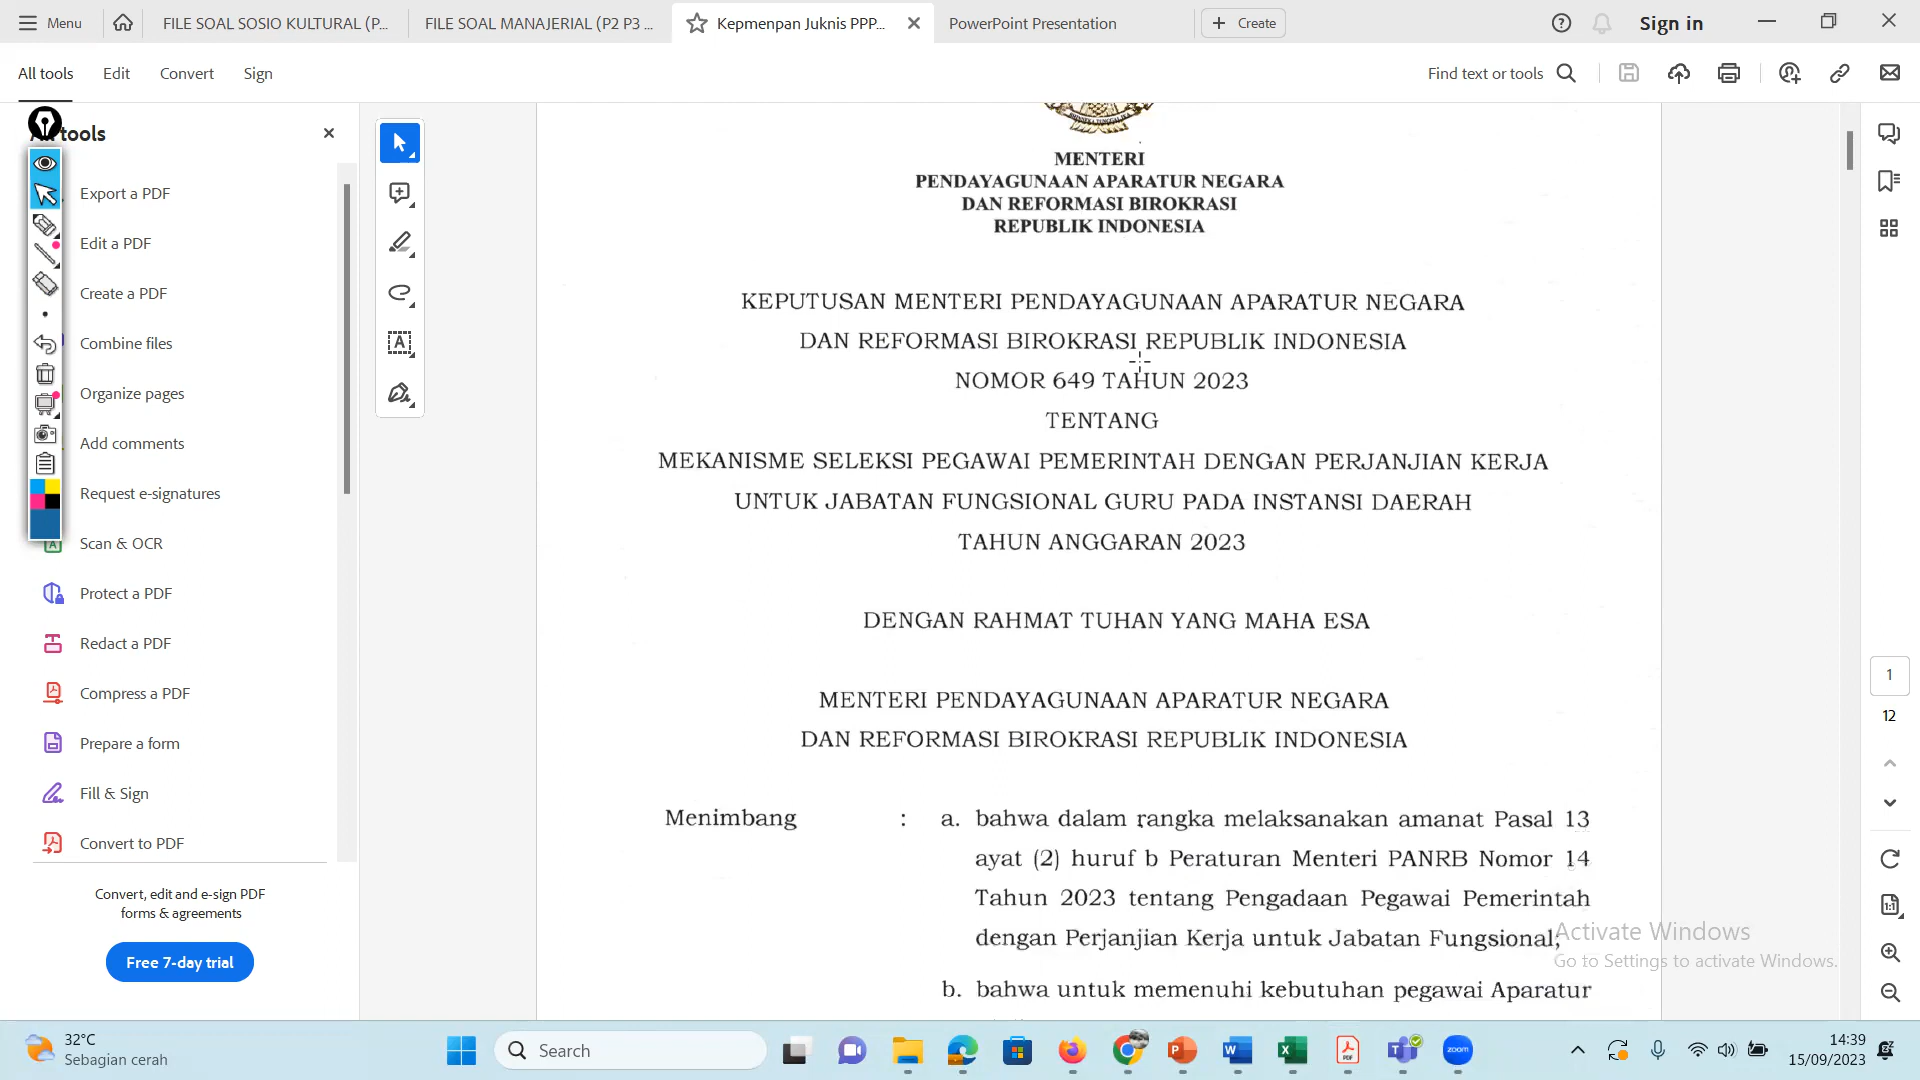 Menu
FILE SOAL SOSIO KULTURAL (P...
FILE SOAL MANAJERIAL (P2 P3 ...
Kepmenpan Juknis PPP...
PowerPoint Presentation
Create
Sign in
All tools
Edit
Convert
Sign
Find text or tools
tools
Export a PDF
Edit a PDF
Create a PDF
Combine files
Organize pages
Add comments
Request e-signatures
Scan & OCR
Protect a PDF
Redact a PDF
Compress a PDF
Prepare a form
Fill & Sign
Convert to PDF
Convert, edit and e-sign PDF
forms & agreements
Free 7-day trial
MENTERI
PENDAYAGUNAAN APARATUR NEGARA
DAN REFORMASI BIROKRASI
REPUBLIK INDONESIA
KEPUTUSAN MENTERI PENDAYAGUNAAN APARATUR NEGARA
DAN REFORMASI BIROKRASI REPUBLIK INDONESIA
NOMOR 649 TAHUN 2023
TENTANG
MEKANISME SELEKSI PEGAWAI PEMERINTAH DENGAN PERJANJIAN KERJA
UNTUK JABATAN FUNGSIONAL GURU PADA INSTANSI DAERAH
TAHUN ANGGARAN 2023
DENGAN RAHMAT TUHAN YANG MAHA ESA
MENTERI PENDAYAGUNAAN APARATUR NEGARA
DAN REFORMASI BIROKRASI REPUBLIK INDONESIA
Menimbang : a. bahwa dalam rangka melaksanakan amanat Pasal 13
ayat (2) huruf b Peraturan Menteri PANRB Nomor 14
Tahun 2023 tentang Pengadaan Pegawai Pemerintah
dengan Perjanjian Kerja untuk Jabatan Fungsional;
b. bahwa untuk memenuhi kebutuhan pegawai Aparatur
1
12
Activate Windows
Go to Settings to activate Windows.
32°C
Sebagian cerah
Search
zoom
14:39
15/09/2023